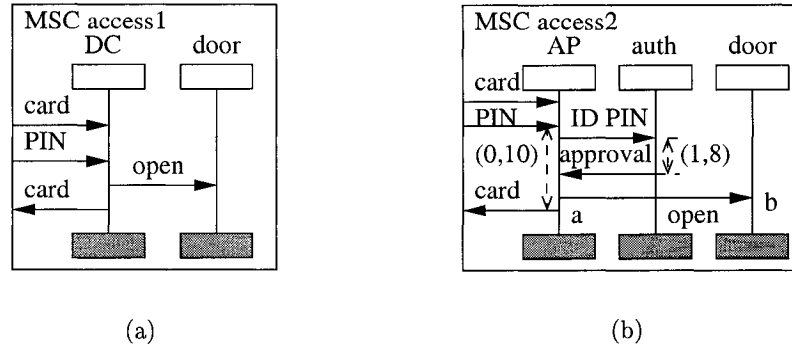 MSC access1
DC door
card
PIN
open
card
(a)
MSC access2
AP auth door
card
PIN ID PIN
(0,10) approval (1,8)
card
a open b
(b)